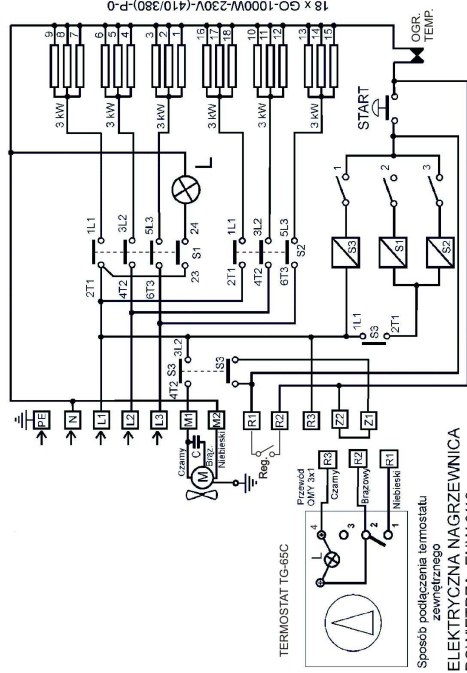 18 x GO-1000W-230V-(410/380)-P-0
9 8 7
6 5 4
3 2 1
16 17 18
10 11 12
13 14 15
3 kW
3 kW
3 kW
3 kW
3 kW
3 kW
OGR.
TEMP.
L
START
1L1
3L2
5L3
24
S1
2T1
4T2
6T3
23
1L1
3L2
5L3
S2
2T1
4T2
6T3
1
2
3
S3
S1
S2
1L1
S3
2T1
3L2
S3
4T2
S3
PE
N
L1
L2
L3
M1
M2
R1
R2
R3
Z2
Z1
Czarny
C
Brąz.
M
Niebieski
Reg.
TERMOSTAT TG-65C
Przewód
OMY 3x1
Czarny
Brązowy
Niebieski
R3
R2
R1
4
3
2
1
L
Sposób podłączenia termostatu
zewnętrznego
ELEKTRYCZNA NAGRZEWNICA